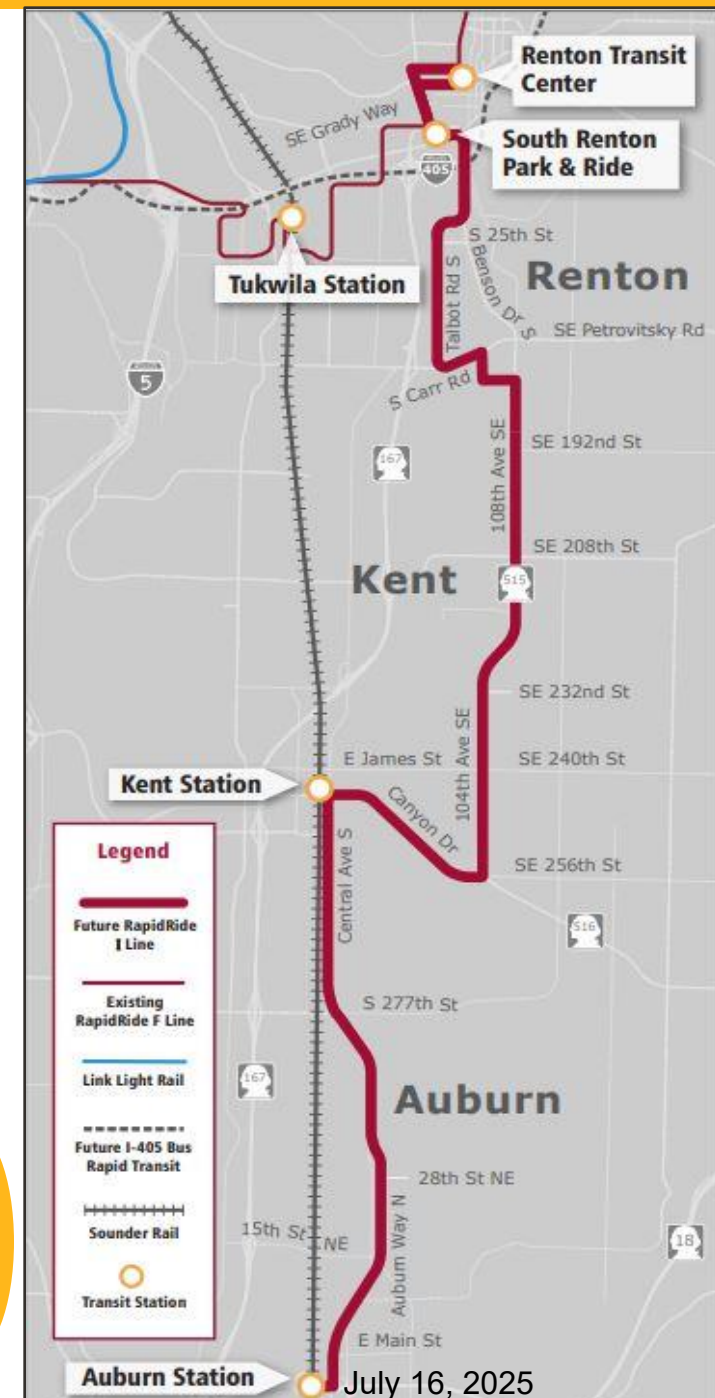 Renton Transit
Center
SE Grady Way
South Renton
Park & Ride
405
S 25th St
Tukwila Station
Benson Dr S
Renton
Talbot Rd S
SE Petrovitsky Rd
5
S Carr Rd
167
108th Ave SE
SE 192nd St
SE 208th St
Kent
515
SE 232nd St
104th Ave SE
E James St
SE 240th St
Kent Station
Canyon Dr
Legend
Central Ave S
SE 256th St
Future RapidRide
I Line
516
Existing
RapidRide F Line
S 277th St
Link Light Rail
167
Auburn
Future I-405 Bus
Rapid Transit
28th St NE
Sounder Rail
15th St NE
Auburn Way N
18
Transit Station
E Main St
Auburn Station
July 16, 2025